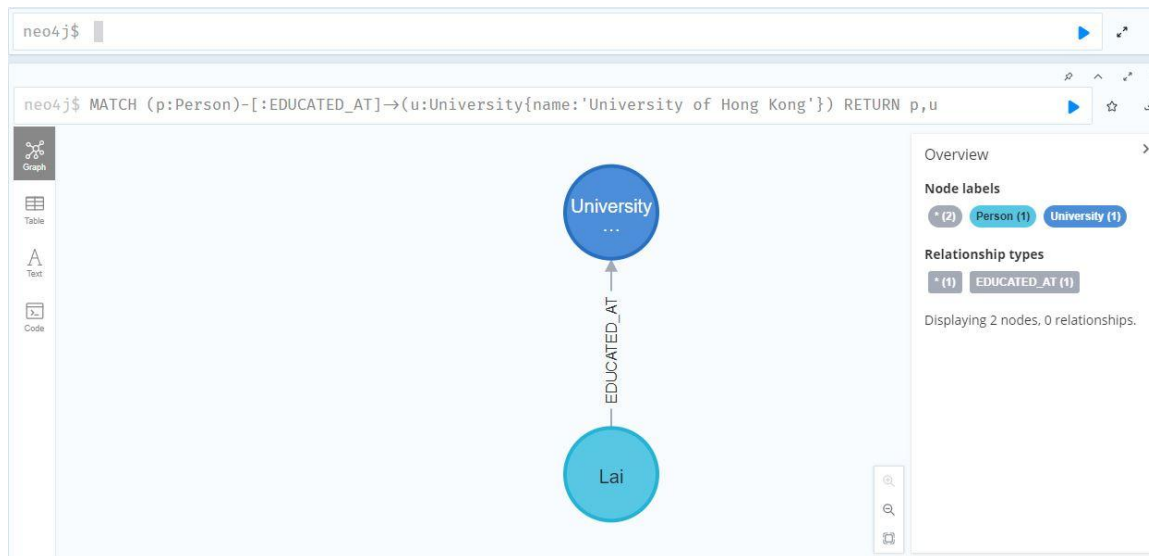 neo4j$
neo4j$ MATCH (p:Person)-[:EDUCATED_AT]→(u:University{name:'University of Hong Kong'}) RETURN p,u
Graph
Table
Text
Code
University
...
EDUCATED_AT
Lai
Overview
Node labels
* (2) Person (1) University (1)
Relationship types
* (1) EDUCATED_AT (1)
Displaying 2 nodes, 0 relationships.